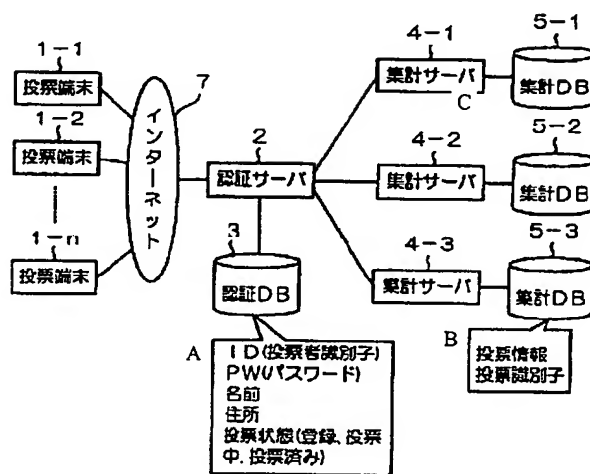 1-1
投票端末
1-2
投票端末
1-n
投票端末
インターネット
7
2
認証サーバ
3
認証DB
A
ID(投票者識別子)
PW(パスワード)
名前
住所
投票状態(登録、投票
中、投票済み)
4-1
集計サーバ
C
4-2
集計サーバ
4-3
集計サーバ
5-1
集計DB
5-2
集計DB
5-3
集計DB
B
投票情報
投票識別子